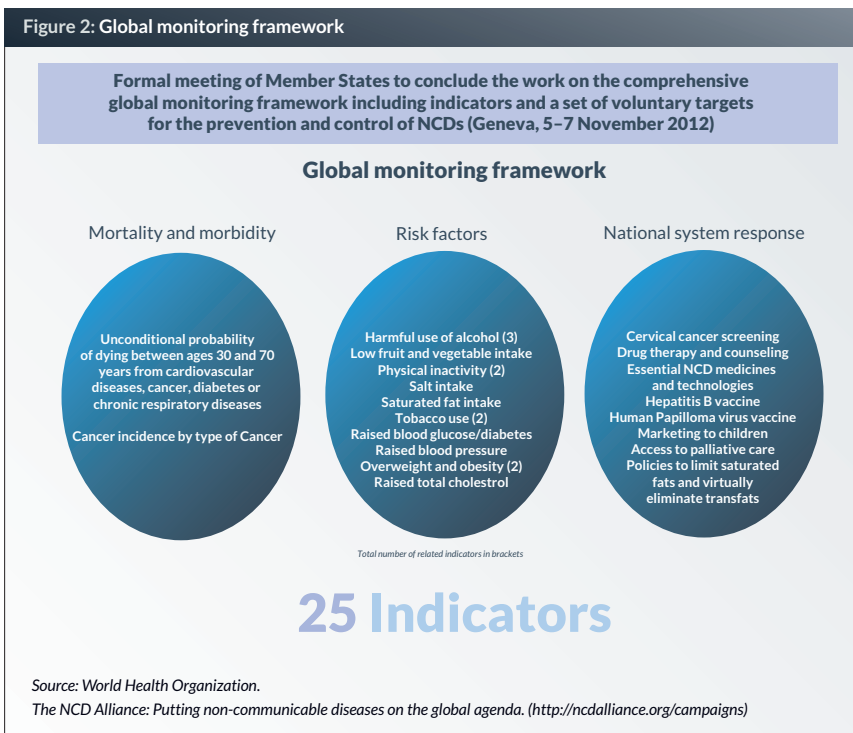 Figure 2: Global monitoring framework
Formal meeting of Member States to conclude the work on the comprehensive
global monitoring framework including indicators and a set of voluntary targets
for the prevention and control of NCDs (Geneva, 5–7 November 2012)
Global monitoring framework
Mortality and morbidity
Unconditional probability
of dying between ages 30 and 70
years from cardiovascular
diseases, cancer, diabetes or
chronic respiratory diseases
Cancer incidence by type of Cancer
Risk factors
Harmful use of alcohol (3)
Low fruit and vegetable intake
Physical inactivity (2)
Salt intake
Saturated fat intake
Tobacco use (2)
Raised blood glucose/diabetes
Raised blood pressure
Overweight and obesity (2)
Raised total cholestrol
National system response
Cervical cancer screening
Drug therapy and counseling
Essential NCD medicines
and technologies
Hepatitis B vaccine
Human Papilloma virus vaccine
Marketing to children
Access to palliative care
Policies to limit saturated
fats and virtually
eliminate transfats
Total number of related indicators in brackets
25 Indicators
Source: World Health Organization.
The NCD Alliance: Putting non-communicable diseases on the global agenda. (http://ncdalliance.org/campaigns)